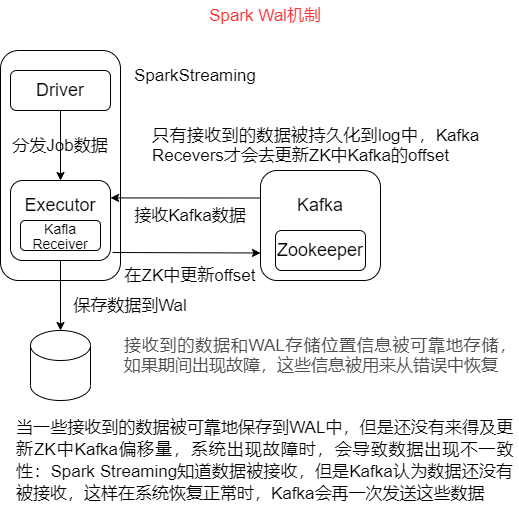 Spark Wal机制
SparkStreaming
Driver
分发Job数据
只有接收到的数据被持久化到log中，Kafka
Recevers才会去更新ZK中Kafka的offset
Executor
Kafla
Receiver
接收Kafka数据
Kafka
Zookeeper
在ZK中更新offset
保存数据到Wal
接收到的数据和WAL存储位置信息被可靠地存储，
如果期间出现故障，这些信息被用来从错误中恢复
当一些接收到的数据被可靠地保存到WAL中，但是还没有来得及更
新ZK中Kafka偏移量，系统出现故障时，会导致数据出现不一致
性：Spark Streaming知道数据被接收，但是Kafka认为数据还没有
被接收，这样在系统恢复正常时，Kafka会再一次发送这些数据